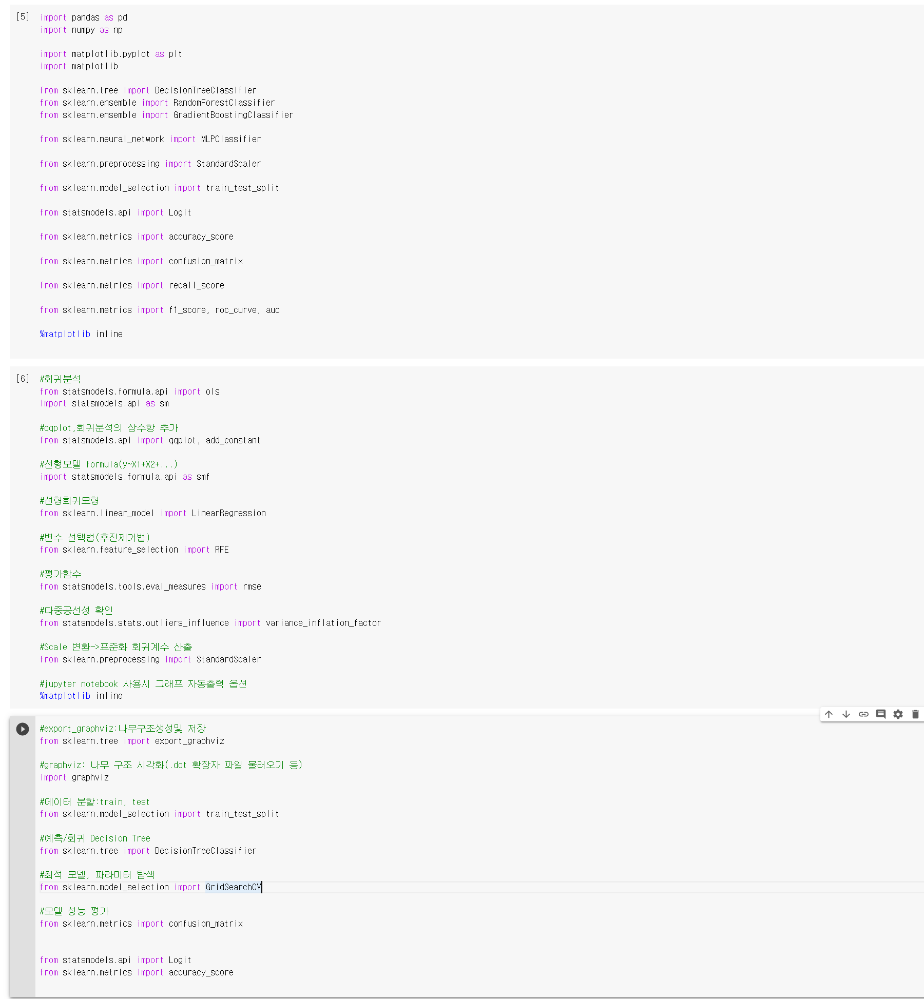 [5] import pandas as pd
import numpy as np
import matplotlib.pyplot as plt
import matplotlib
from sklearn.tree import DecisionTreeClassifier
from sklearn.ensemble import RandomForestClassifier
from sklearn.ensemble import GradientBoostingClassifier
from sklearn.neural_network import MLPClassifier
from sklearn.preprocessing import StandardScaler
from sklearn.model_selection import train_test_split
from statsmodels.api import Logit
from sklearn.metrics import accuracy_score
from sklearn.metrics import confusion_matrix
from sklearn.metrics import recall_score
from sklearn.metrics import f1_score, roc_curve, auc
%matplotlib inline
[6] #회귀분석
from statsmodels.formula.api import ols
import statsmodels.api as sm
#qqplot,회귀분석의 상수항 추가
from statsmodels.api import qqplot, add_constant
#선형모델 formula(y~X1+X2+...)
import statsmodels.formula.api as smf
#선형회귀모형
from sklearn.linear_model import LinearRegression
#변수 선택법(후진제거법)
from sklearn.feature_selection import RFE
#평가함수
from statsmodels.tools.eval_measures import rmse
#다중공선성 확인
from statsmodels.stats.outliers_influence import variance_inflation_factor
#Scale 변환->표준화 회귀계수 산출
from sklearn.preprocessing import StandardScaler
#jupyter notebook 사용시 그래프 자동출력 옵션
%matplotlib inline
#export_graphviz:나무구조생성및 저장
from sklearn.tree import export_graphviz
#graphviz: 나무 구조 시각화(.dot 확장자 파일 불러오기 등)
import graphviz
#데이터 분할:train, test
from sklearn.model_selection import train_test_split
#예측/회귀 Decision Tree
from sklearn.tree import DecisionTreeClassifier
#최적 모델, 파라미터 탐색
from sklearn.model_selection import GridSearchCV
#모델 성능 평가
from sklearn.metrics import confusion_matrix
from statsmodels.api import Logit
from sklearn.metrics import accuracy_score